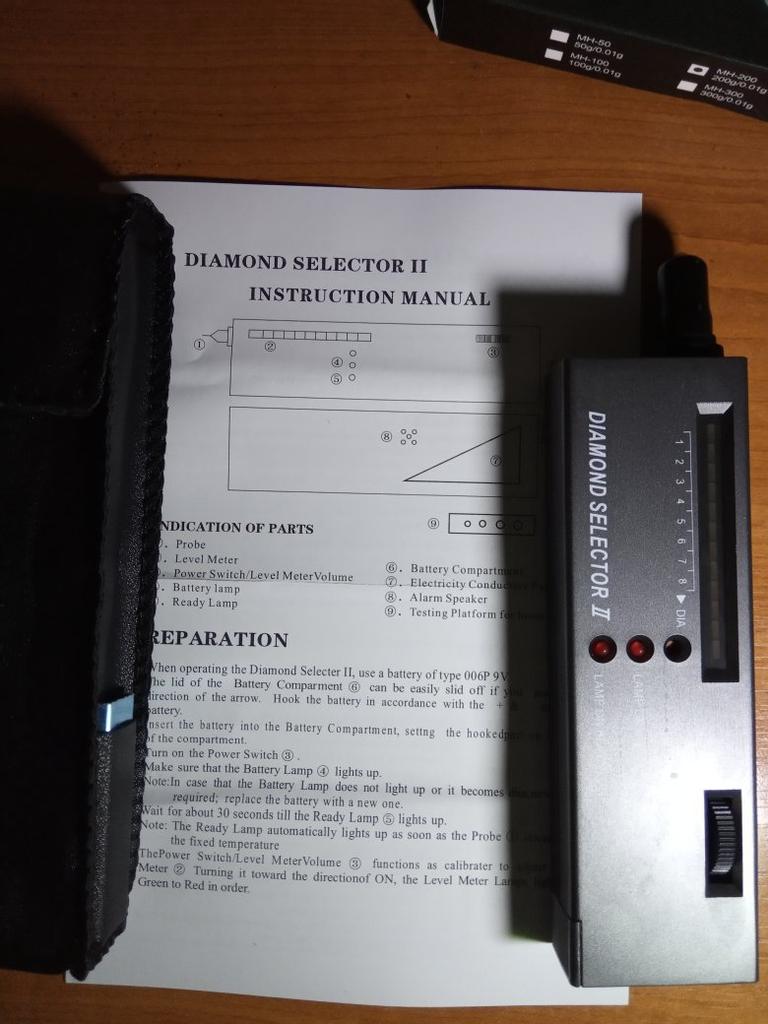 MH-50
50g/0.01g
MH-100
100g/0.01g
MH-200
200g/0.01g
MH-300
300g/0.01g
DIAMOND SELECTOR II
INSTRUCTION MANUAL
①
②
③
④
⑤
⑧
⑦
⑨
NDICATION OF PARTS
. Probe
. Level Meter
. Power Switch/Level MeterVolume
. Battery lamp
. Ready Lamp
⑥. Battery Compartment
⑦. Electricity
⑧. Alarm Speaker
⑨. Testing Platform for
REPARATION
When operating the Diamond Selecter II, use a battery of type 006P 9V
The lid of the Battery Comparment ⑥ can be easily slid off if
direction of the arrow. Hook the battery in accordance with the +
battery.
nsert the battery into the Battery Compartment, setng the
of the compartment.
Turn on the Power Switch ③.
Make sure that the Battery Lamp ④ lights up.
Note:In case that the Battery Lamp does not light up or it becomes
required; replace the battery with a new one.
Wait for about 30 seconds till the Ready Lamp ⑤ lights up.
Note: The Ready Lamp automatically lights up as soon as the Probe
the fixed temperature
ThePower Switch/Level MeterVolume ③ functions as calibrater to
Meter ② Turning it toward the directionof ON, the Level Meter
Green to Red in order.
DIAMOND SELECTOR II
1 2 3 4 5 6 7 8 ▶ DIA